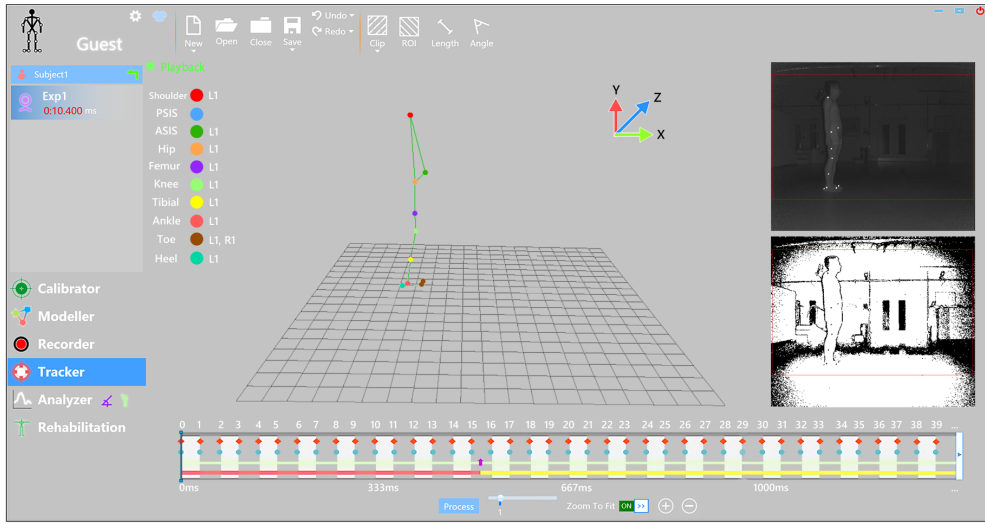 Guest
New
Open
Close
Save
Undo
Redo
Clip
ROI
Length
Angle
Subject1
Exp1
0:10.400 ms
Playback
Shoulder L1
PSIS
ASIS L1
Hip L1
Femur L1
Knee L1
Tibial L1
Ankle L1
Toe L1, R1
Heel L1
Y
Z
X
Calibrator
Modeller
Recorder
Tracker
Analyzer
Rehabilitation
0 1 2 3 4 5 6 7 8 9 10 11 12 13 14 15 16 17 18 19 20 21 22 23 24 25 26 27 28 29 30 31 32 33 34 35 36 37 38 39 ...
0ms 333ms 667ms 1000ms ...
Process
1
Zoom To Fit ON >>